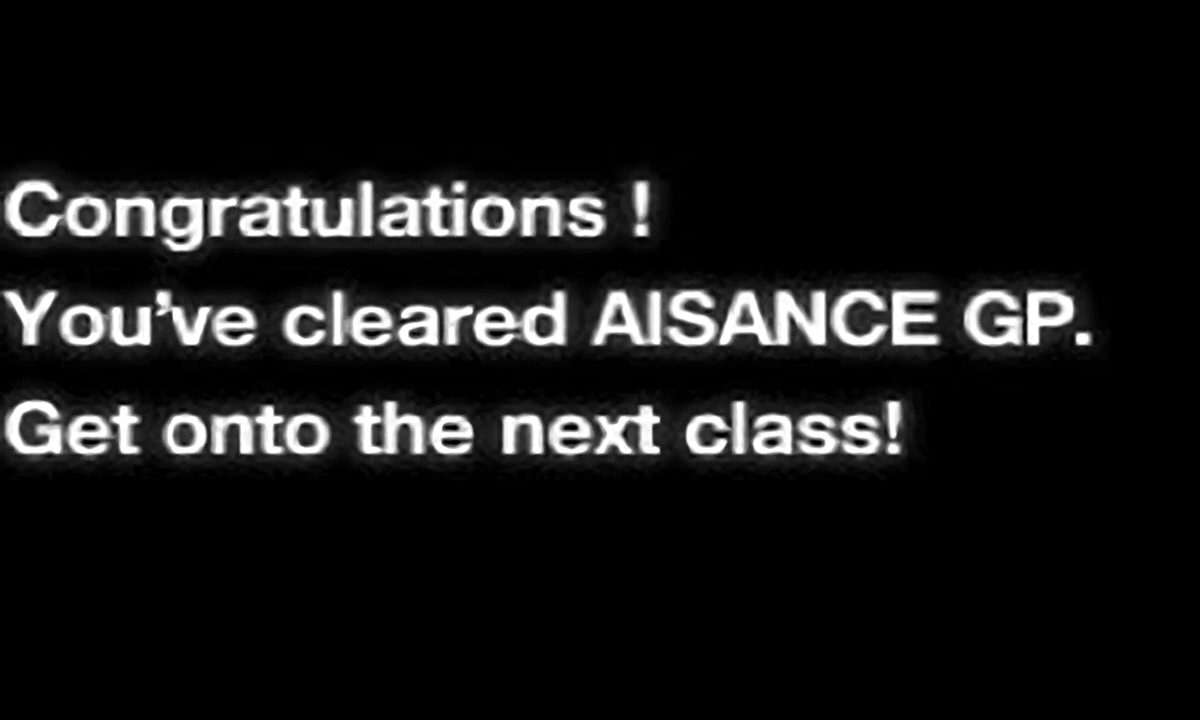 Congratulations !
You've cleared AISANCE GP.
Get onto the next class!